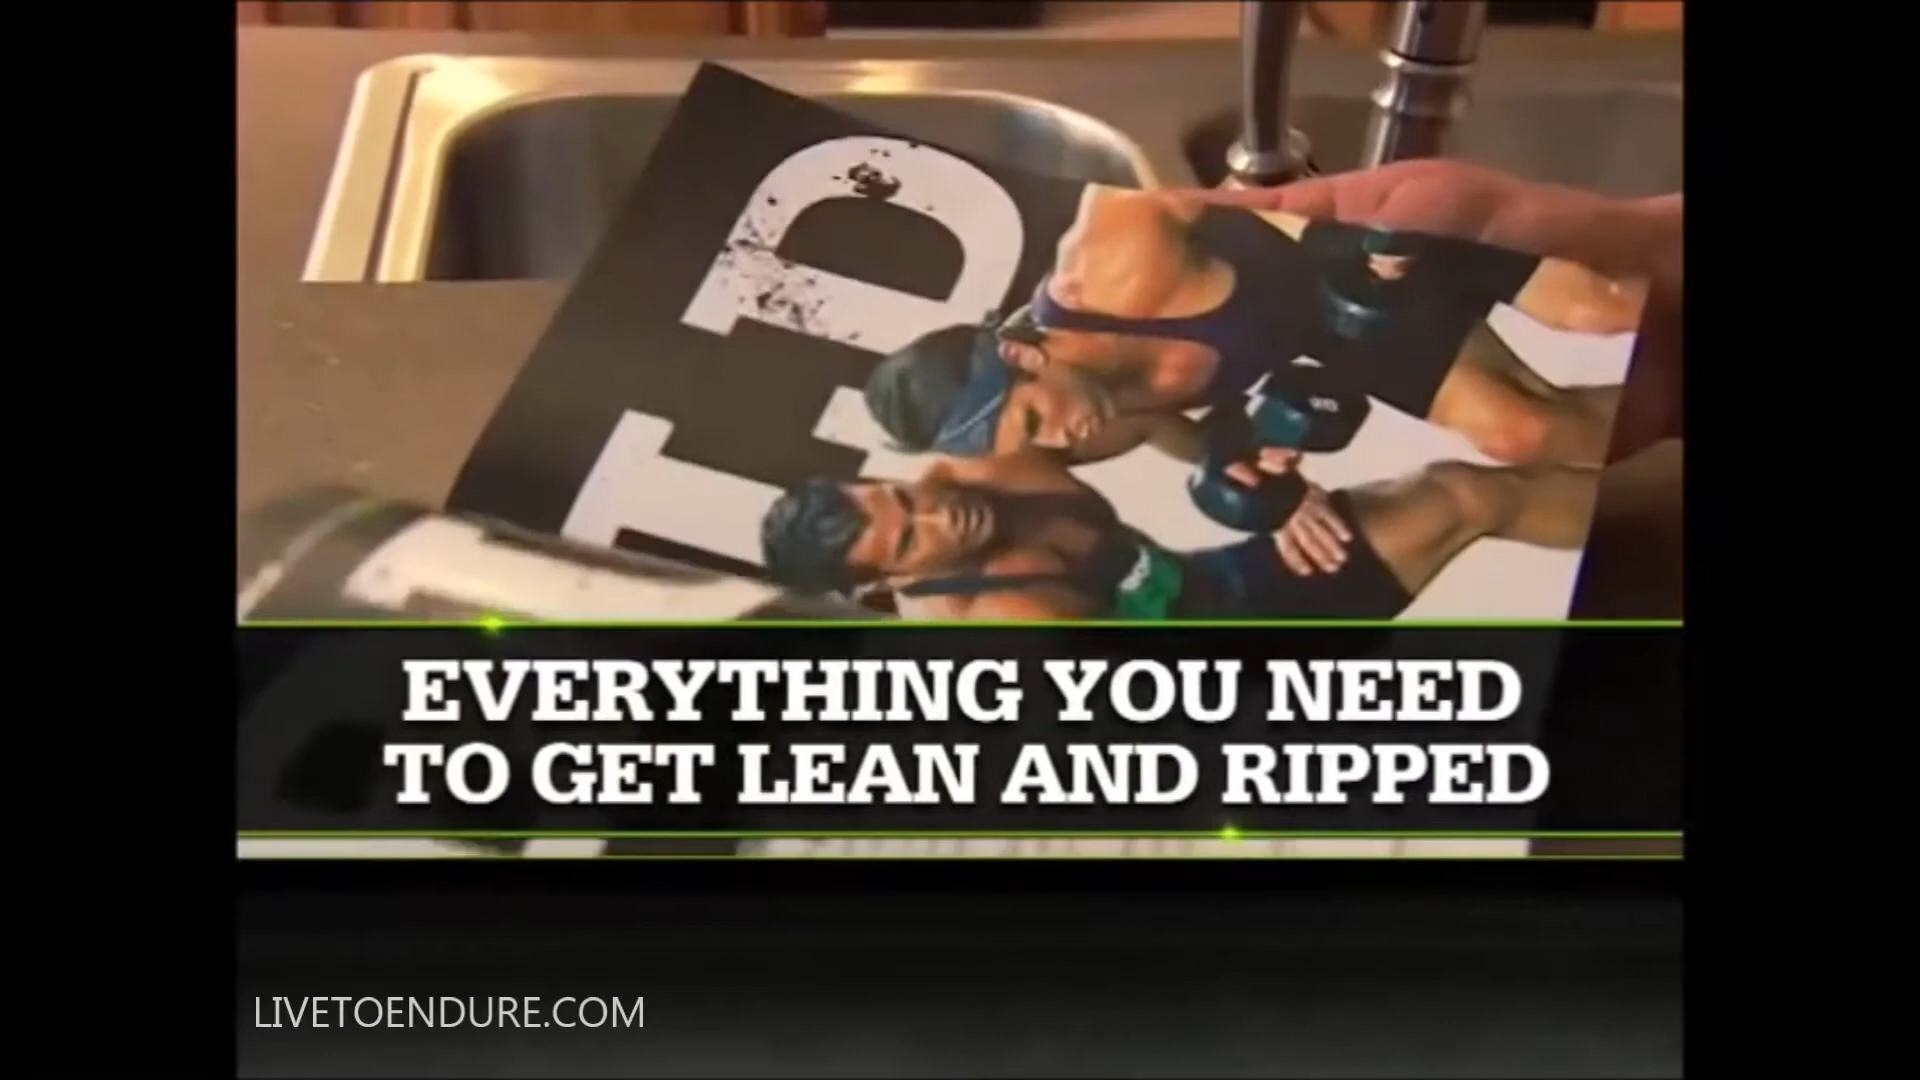 EVERYTHING YOU NEED
TO GET LEAN AND RIPPED
LIVETOENDURE.COM